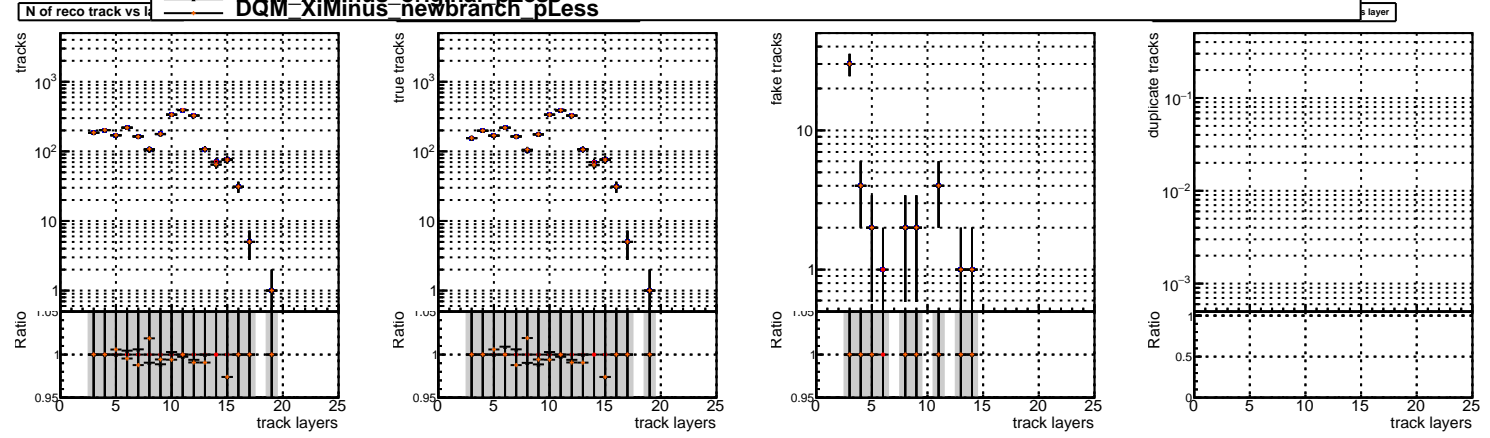 DQM_XiMinus_newbranch_pLess
N of reco track vs la
s layer
tracks
10³
10²
10
1
1.05
Ratio
1
0.95
0 5 10 15 20 25
track layers
true tracks
10³
10²
10
1
1.05
Ratio
1
0.95
0 5 10 15 20 25
track layers
fake tracks
10
1
1.05
Ratio
1
0.95
0 5 10 15 20 25
track layers
duplicate tracks
10⁻¹
10⁻²
10⁻³
Ratio
1
0.5
0
0 5 10 15 20 25
track layers